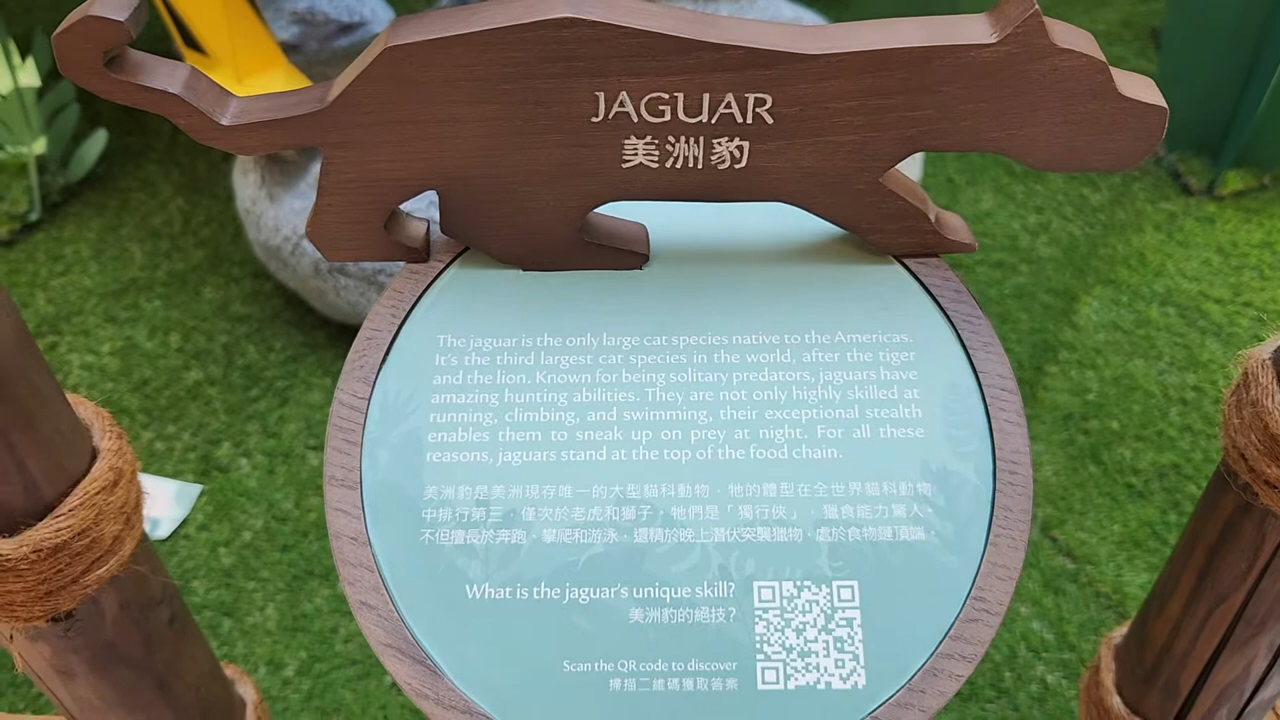 JAGUAR
美洲豹
The jaguar is the only large cat species native to the Americas.
It's the third largest cat species in the world, after the tiger
and the lion. Known for being solitary predators, jaguars have
amazing hunting abilities. They are not only highly skilled at
running, climbing, and swimming, their exceptional stealth
enables them to sneak up on prey at night. For all these
reasons, jaguars stand at the top of the food chain.
美洲豹是美洲現存唯一的大型貓科動物，牠的體型在全世界貓科動物
中排行第三，僅次於老虎和獅子。牠們是「獨行俠」，獵食能力驚人，
不但擅長於奔跑、攀爬和游泳，還精於晚上潛伏突襲獵物，處於食物鏈頂端。
What is the jaguar's unique skill?
美洲豹的絕技？
Scan the QR code to discover
掃描二維碼獲取答案